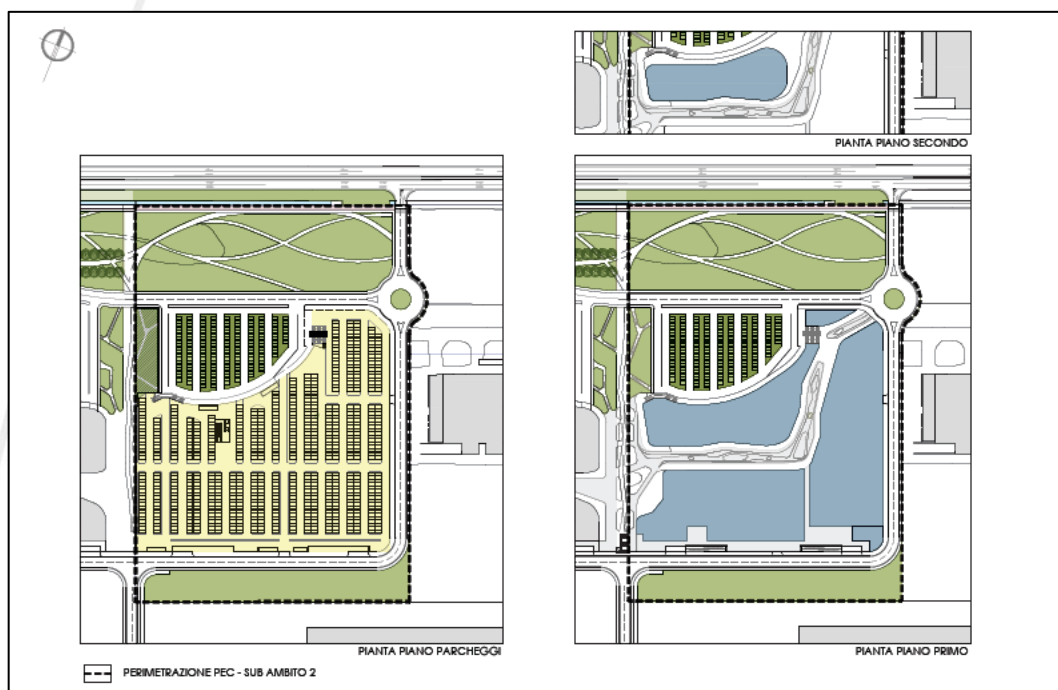 PIANTA PIANO SECONDO
PIANTA PIANO PARCHEGGI
PIANTA PIANO PRIMO
PERIMETRAZIONE PEC - SUB AMBITO 2